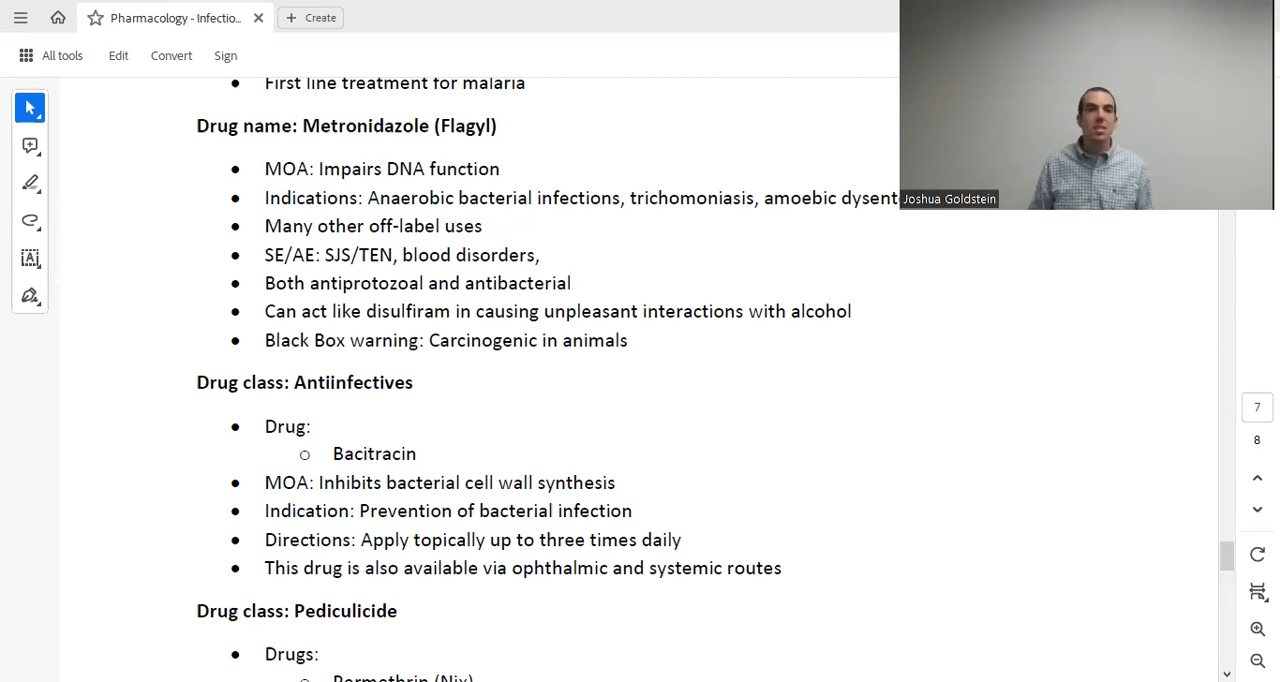 Pharmacology - Infectio...
Create
All tools
Edit
Convert
Sign
First line treatment for malaria
Drug name: Metronidazole (Flagyl)
MOA: Impairs DNA function
Indications: Anaerobic bacterial infections, trichomoniasis, amoebic dysent
Many other off-label uses
SE/AE: SJS/TEN, blood disorders,
Both antiprotozoal and antibacterial
Can act like disulfiram in causing unpleasant interactions with alcohol
Black Box warning: Carcinogenic in animals
Drug class: Antiinfectives
Drug:
Bacitracin
MOA: Inhibits bacterial cell wall synthesis
Indication: Prevention of bacterial infection
Directions: Apply topically up to three times daily
This drug is also available via ophthalmic and systemic routes
Drug class: Pediculicide
Drugs:
Permethrin (Nix)
Joshua Goldstein
7
8